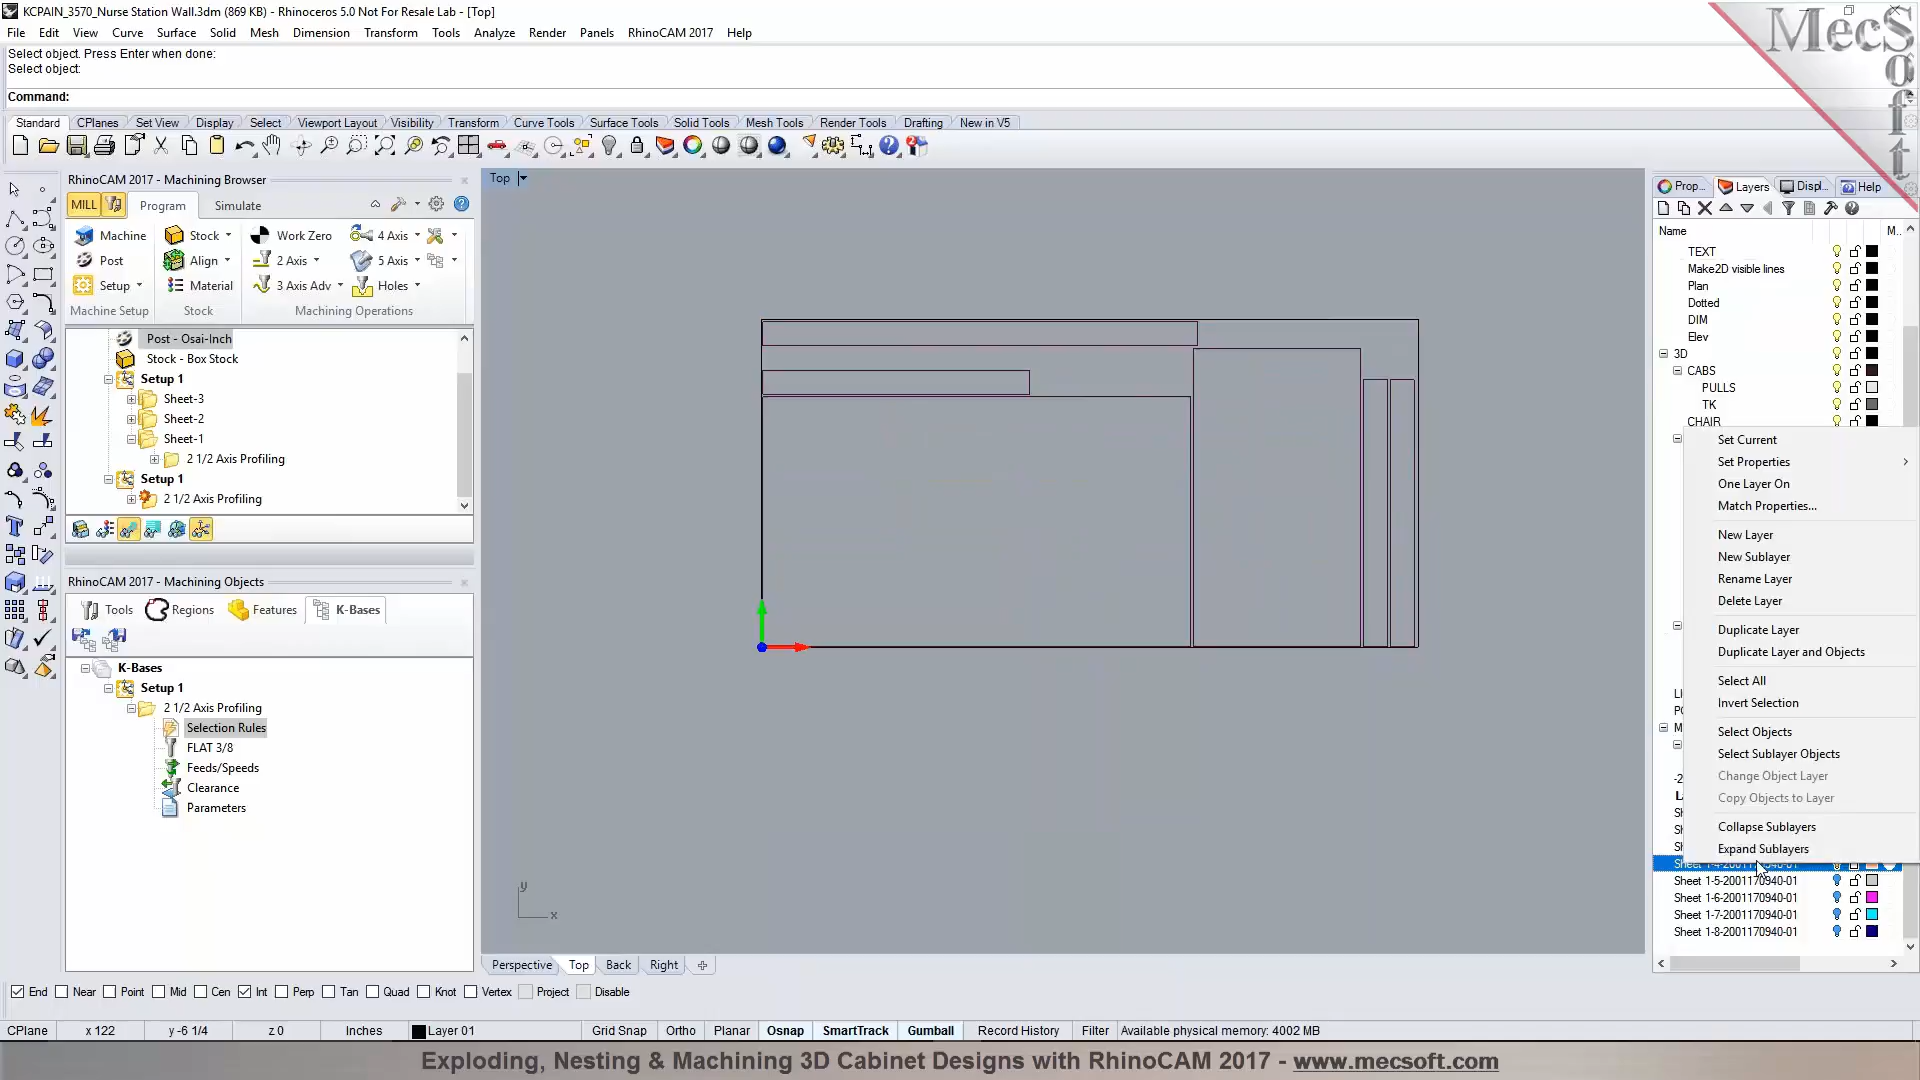 KCPAIN_3570_Nurse Station Wall.3dm (869 KB) - Rhinoceros 5.0 Not For Resale Lab - [Top]
File Edit View Curve Surface Solid Mesh Dimension Transform Tools Analyze Render Panels RhinoCAM 2017 Help
Select object. Press Enter when done:
Select object:
Command:
MecSoft
Standard CPlanes Set View Display Select Viewport Layout Visibility Transform Curve Tools Surface Tools Solid Tools Mesh Tools Render Tools Drafting New in V5
RhinoCAM 2017 - Machining Browser
MILL Program Simulate
Machine Stock Work Zero 4 Axis
Post Align 2 Axis 5 Axis
Setup Material 3 Axis Adv Holes
Machine Setup Stock Machining Operations
Post - Osai-Inch
Stock - Box Stock
Setup 1
Sheet-3
Sheet-2
Sheet-1
2 1/2 Axis Profiling
Setup 1
2 1/2 Axis Profiling
RhinoCAM 2017 - Machining Objects
Tools Regions Features K-Bases
K-Bases
Setup 1
2 1/2 Axis Profiling
Selection Rules
FLAT 3/8
Feeds/Speeds
Clearance
Parameters
Top
y
x
Perspective Top Back Right
Prop... Layers Displ... Help
Name M..
TEXT
Make2D visible lines
Plan
Dotted
DIM
Elev
3D
CABS
PULLS
TK
CHAIR
Set Current
Set Properties
One Layer On
Match Properties...
New Layer
New Sublayer
Rename Layer
Delete Layer
Duplicate Layer
Duplicate Layer and Objects
Select All
Invert Selection
Select Objects
Select Sublayer Objects
Change Object Layer
Copy Objects to Layer
Collapse Sublayers
Expand Sublayers
Sheet 1-4-2001170940-01
Sheet 1-5-2001170940-01
Sheet 1-6-2001170940-01
Sheet 1-7-2001170940-01
Sheet 1-8-2001170940-01
End Near Point Mid Cen Int Perp Tan Quad Knot Vertex Project Disable
CPlane x 122 y -6 1/4 z 0 Inches Layer 01 Grid Snap Ortho Planar Osnap SmartTrack Gumball Record History Filter Available physical memory: 4002 MB
Exploding, Nesting & Machining 3D Cabinet Designs with RhinoCAM 2017 - www.mecsoft.com